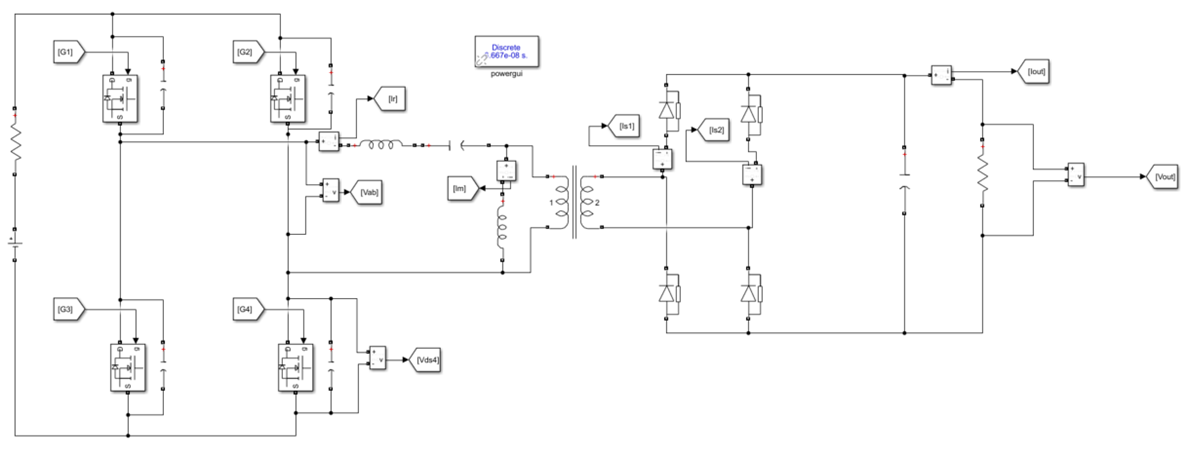 [G1]
[G2]
Discrete
.667e-08 s.
powergui
[Ir]
[Iout]
[Is1]
[Is2]
[Vab]
[Im]
1
2
[Vout]
[G3]
[G4]
[Vds4]
g
D
S
g
D
S
g
D
S
g
D
S
+
-
v
+
-
v
+
-
v
+
i
-
+
i
-